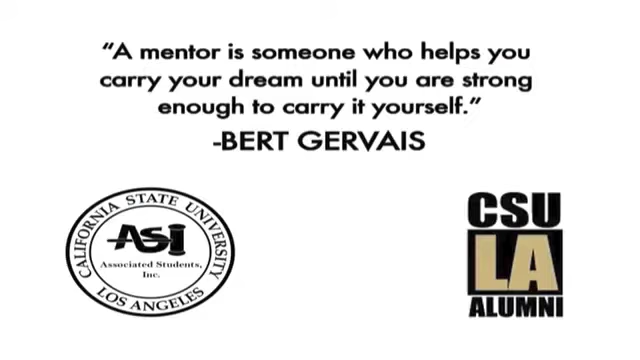 “A mentor is someone who helps you
carry your dream until you are strong
enough to carry it yourself.”
-BERT GERVAIS
CALIFORNIA STATE UNIVERSITY
ASI
Associated Students,
Inc.
LOS ANGELES
CSU
LA
ALUMNI